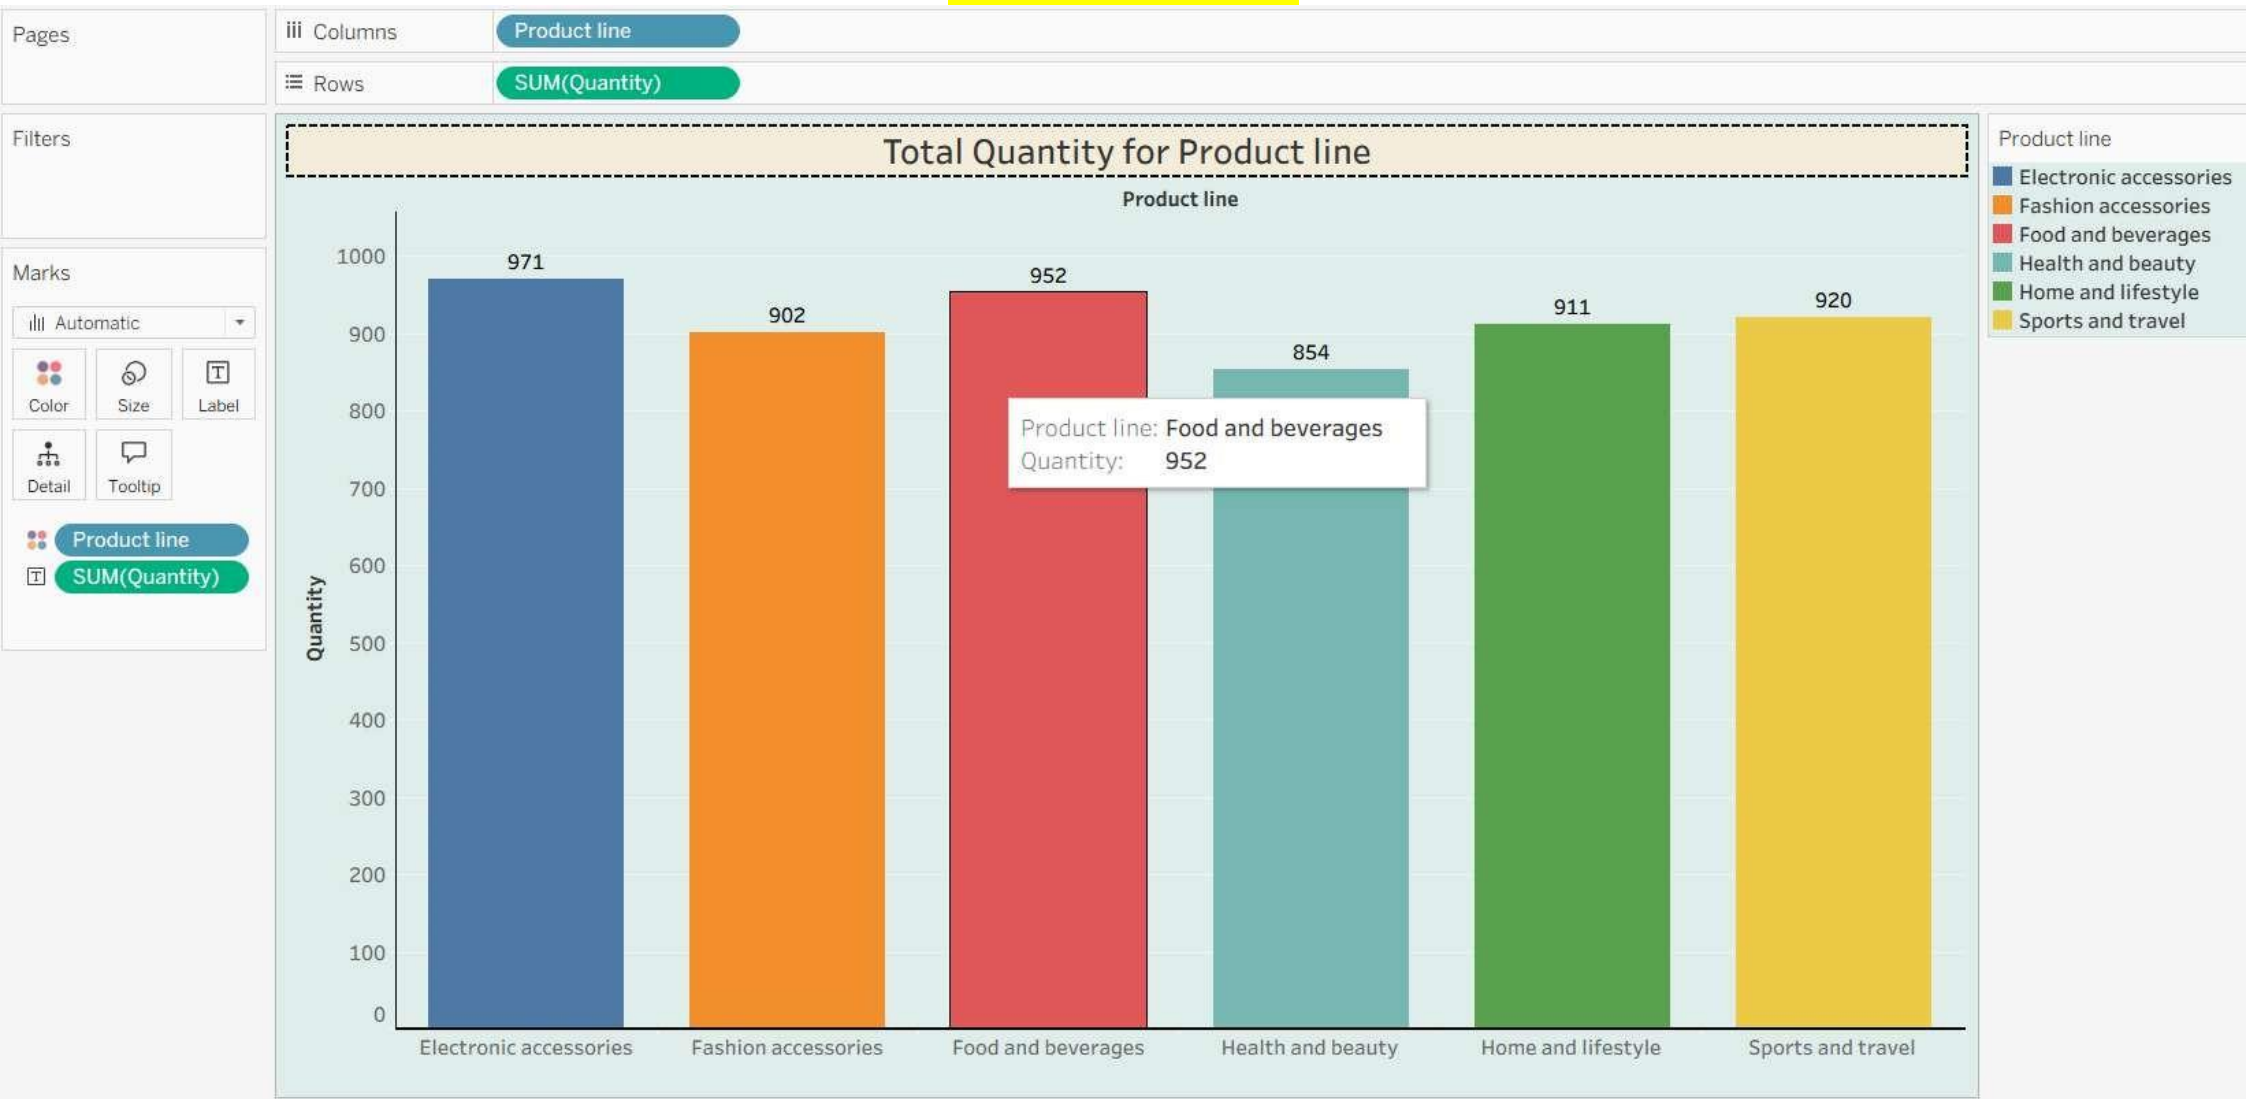 Pages
Columns
Product line
Rows
SUM(Quantity)
Filters
Marks
Automatic
Color
Size
Label
Detail
Tooltip
Product line
SUM(Quantity)
Total Quantity for Product line
Product line
Quantity
1000
900
800
700
600
500
400
300
200
100
0
971
902
952
854
911
920
Product line: Food and beverages
Quantity: 952
Electronic accessories
Fashion accessories
Food and beverages
Health and beauty
Home and lifestyle
Sports and travel
Product line
Electronic accessories
Fashion accessories
Food and beverages
Health and beauty
Home and lifestyle
Sports and travel